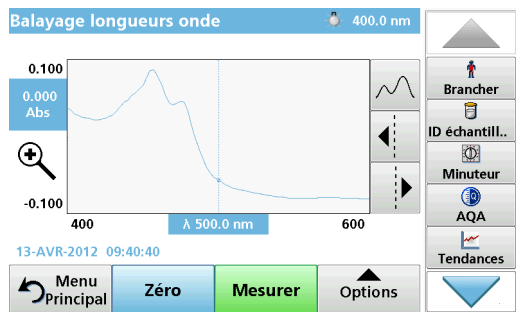 Balayage longueurs onde
400.0 nm
0.100
0.000
Abs
-0.100
400
λ 500.0 nm
600
13-AVR-2012 09:40:40
Menu
Principal
Zéro
Mesurer
Options
Brancher
ID échantill..
Minuteur
AQA
Tendances